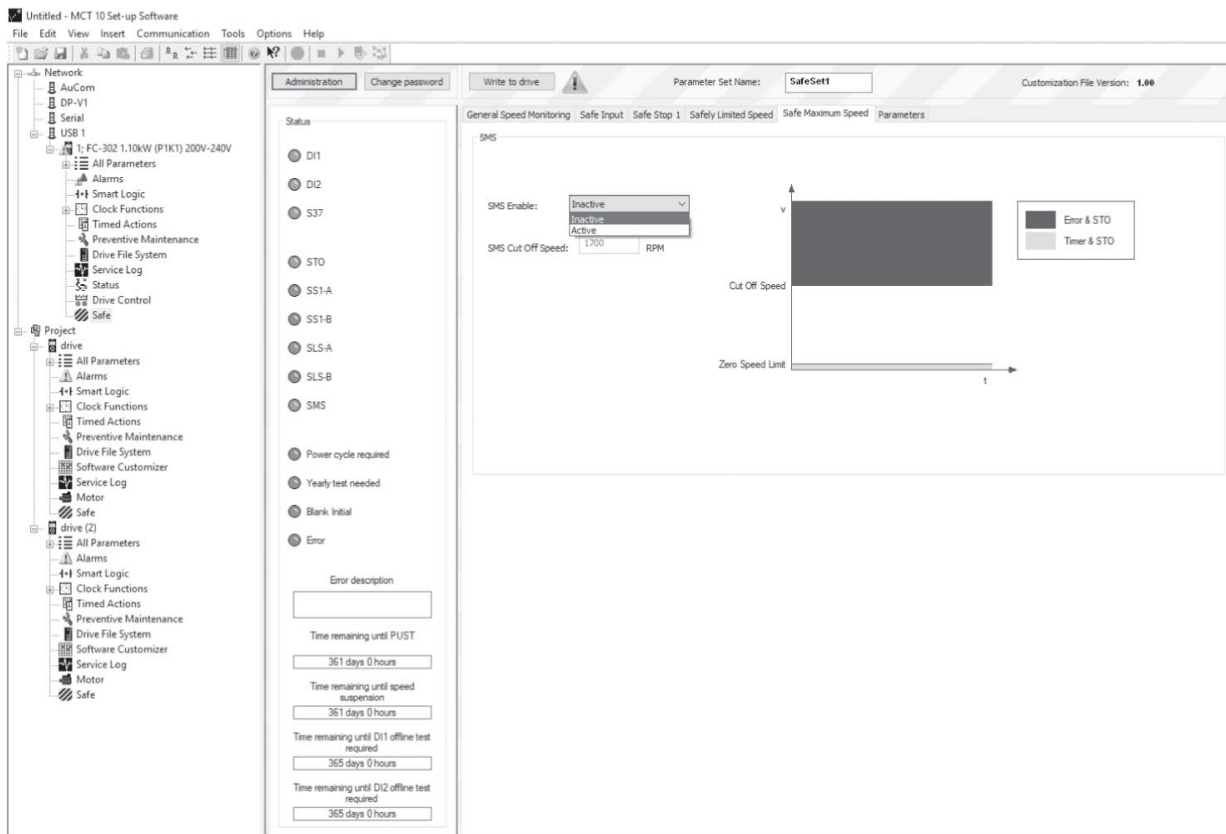 Untitled - MCT 10 Set-up Software
File Edit View Insert Communication Tools Options Help
Network
AuCom
DP-V1
Serial
USB 1
1; FC-302 1.10kW (P1K1) 200V-240V
All Parameters
Alarms
Smart Logic
Clock Functions
Timed Actions
Preventive Maintenance
Drive File System
Service Log
Status
Drive Control
Safe
Project
drive
All Parameters
Alarms
Smart Logic
Clock Functions
Timed Actions
Preventive Maintenance
Drive File System
Software Customizer
Service Log
Motor
Safe
drive (2)
All Parameters
Alarms
Smart Logic
Clock Functions
Timed Actions
Preventive Maintenance
Drive File System
Software Customizer
Service Log
Motor
Safe
Administration Change password
Status
DI1
DI2
S37
STO
SS1-A
SS1-B
SLS-A
SLS-B
SMS
Power cycle required
Yearly test needed
Blank Initial
Error
Error description
Time remaining until PUST
361 days 0 hours
Time remaining until speed
suspension
361 days 0 hours
Time remaining until DI1 offline test
required
365 days 0 hours
Time remaining until DI2 offline test
required
365 days 0 hours
Write to drive Parameter Set Name: SafeSet1 Customization File Version: 1.00
General Speed Monitoring Safe Input Safe Stop 1 Safely Limited Speed Safe Maximum Speed Parameters
SMS
SMS Enable: Inactive
Inactive
Active
SMS Cut Off Speed: 1700 RPM
v
Cut Off Speed
Zero Speed Limit
t
Error & STO
Timer & STO